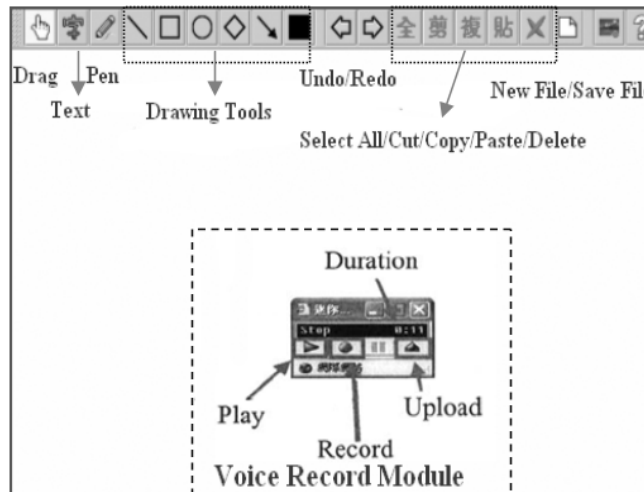 全 剪 複 貼
Drag Pen
Undo/Redo
New File/Save Fil
Text
Drawing Tools
Select All/Cut/Copy/Paste/Delete
Duration
Stop 0:11
Play
Upload
Record
Voice Record Module